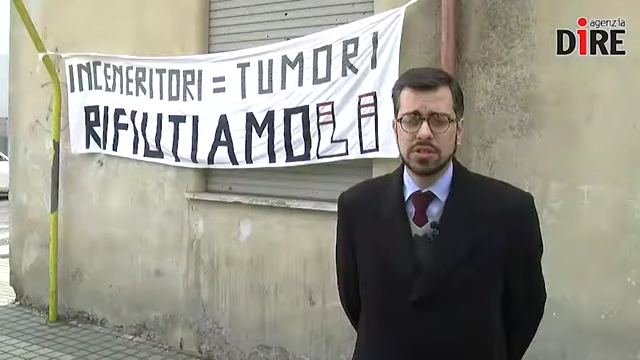 agenzia
DiRE
INCENERITORI = TUMORI
RIFIUTIAMOLI